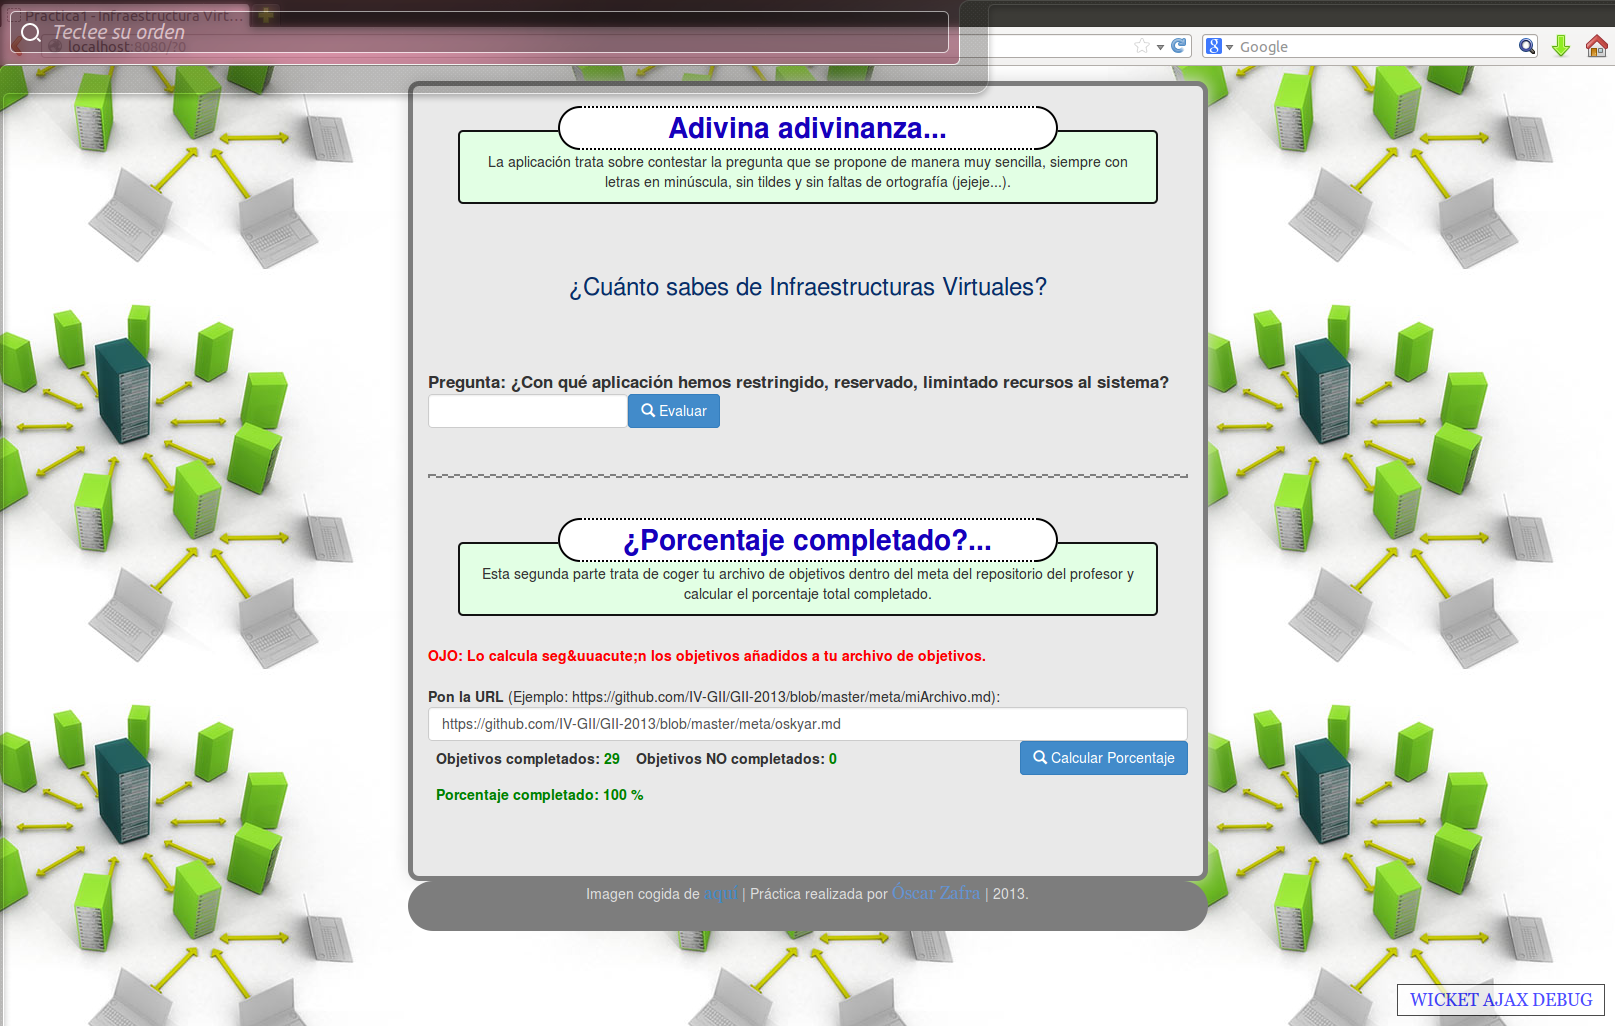 Practica1 - Infraestructura Virt...
Teclee su orden
localhost:8080/?0
Google
Adivina adivinanza...
La aplicación trata sobre contestar la pregunta que se propone de manera muy sencilla, siempre con
letras en minúscula, sin tildes y sin faltas de ortografía (jejeje...).
¿Cuánto sabes de Infraestructuras Virtuales?
Pregunta: ¿Con qué aplicación hemos restringido, reservado, limintado recursos al sistema?
Evaluar
¿Porcentaje completado?...
Esta segunda parte trata de coger tu archivo de objetivos dentro del meta del repositorio del profesor y
calcular el porcentaje total completado.
OJO: Lo calcula seg&uuacute;n los objetivos añadidos a tu archivo de objetivos.
Pon la URL (Ejemplo: https://github.com/IV-GII/GII-2013/blob/master/meta/miArchivo.md):
https://github.com/IV-GII/GII-2013/blob/master/meta/oskyar.md
Objetivos completados: 29 Objetivos NO completados: 0
Calcular Porcentaje
Porcentaje completado: 100 %
Imagen cogida de aquí | Práctica realizada por Óscar Zafra | 2013.
WICKET AJAX DEBUG